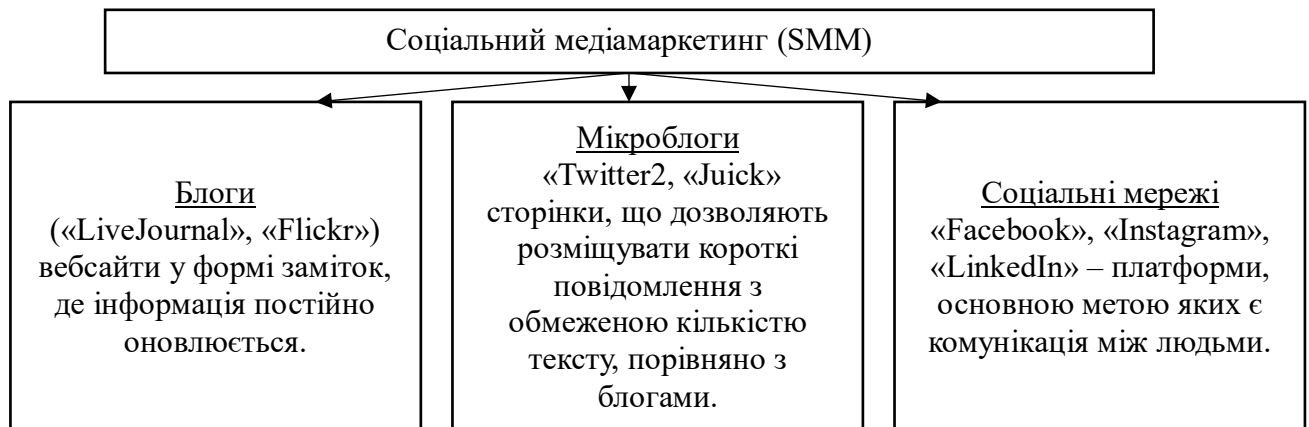 Соціальний медіамаркетинг (SMM)
Блоги
(«LiveJournal», «Flickr»)
вебсайти у формі заміток,
де інформація постійно
оновлюється.
Мікроблоги
«Twitter2, «Juick»
сторінки, що дозволяють
розміщувати короткі
повідомлення з
обмеженою кількістю
тексту, порівняно з
блогами.
Соціальні мережі
«Facebook», «Instagram»,
«LinkedIn» – платформи,
основною метою яких є
комунікація між людьми.